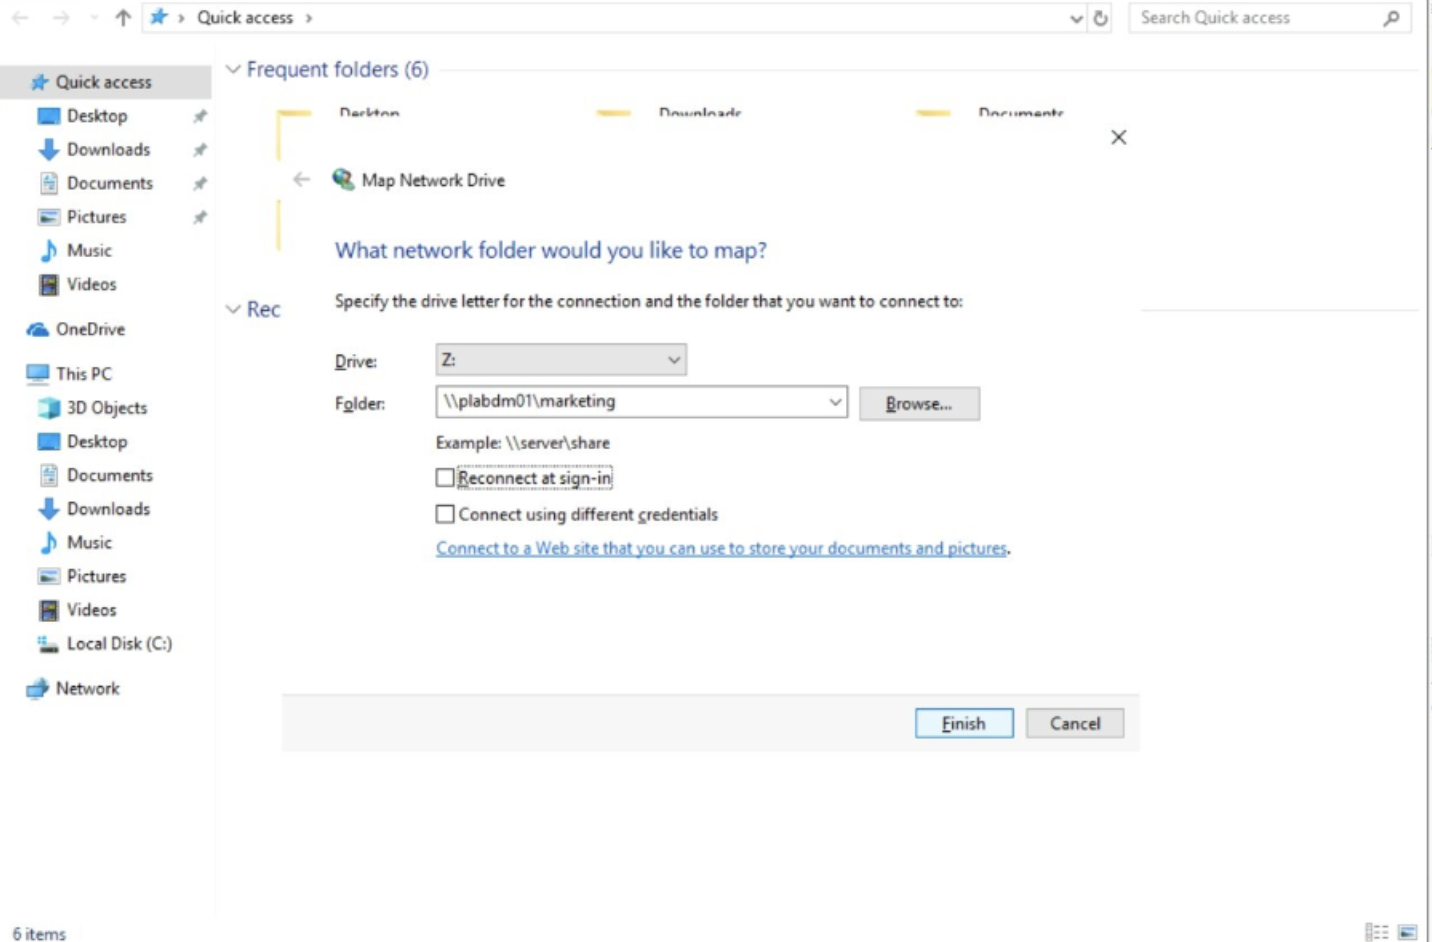 Quick access
Search Quick access
Quick access
Desktop
Downloads
Documents
Pictures
Music
Videos
OneDrive
This PC
3D Objects
Desktop
Documents
Downloads
Music
Pictures
Videos
Local Disk (C:)
Network
Frequent folders (6)
Desktop
Downloads
Documents
Rec
Map Network Drive
What network folder would you like to map?
Specify the drive letter for the connection and the folder that you want to connect to:
Drive: Z:
Folder: \\plabdm01\marketing Browse...
Example: \\server\share
Reconnect at sign-in
Connect using different credentials
Connect to a Web site that you can use to store your documents and pictures.
Finish Cancel
6 items